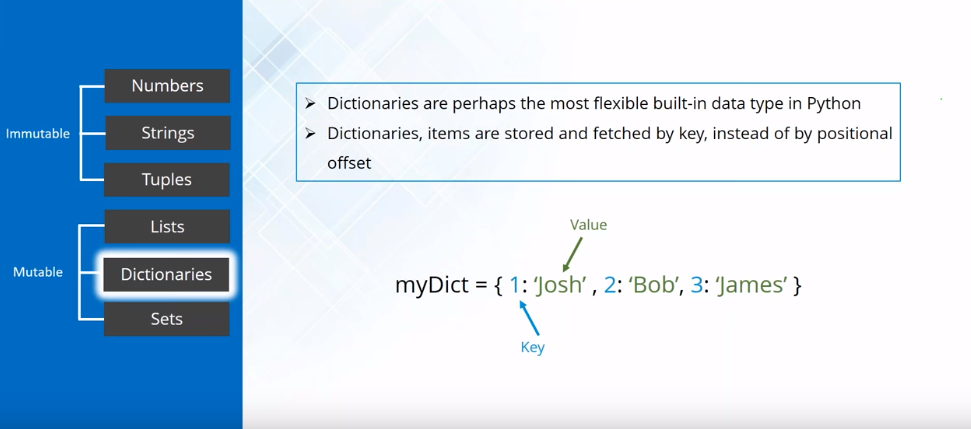 Immutable
Numbers
Strings
Tuples
Mutable
Lists
Dictionaries
Sets
➢ Dictionaries are perhaps the most flexible built-in data type in Python
➢ Dictionaries, items are stored and fetched by key, instead of by positional
offset
Value
myDict = { 1: ‘Josh’ , 2: ‘Bob’, 3: ‘James’ }
Key